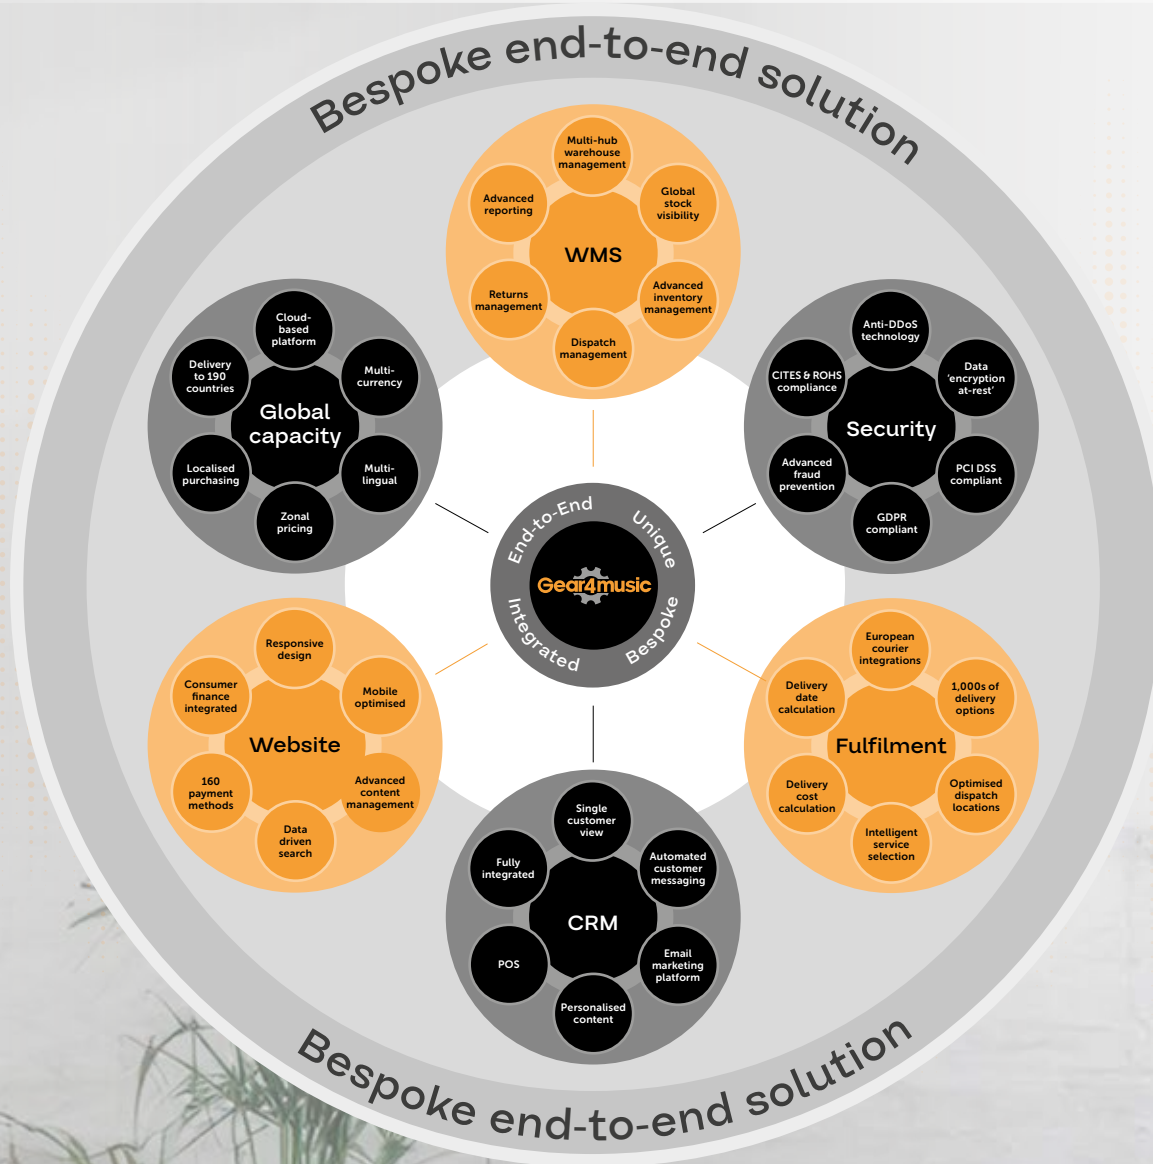 Bespoke end-to-end solution
Multi-hub
warehouse
management
Global
stock
visibility
Advanced
inventory
management
Dispatch
management
Returns
management
Advanced
reporting
WMS
Cloud-
based
platform
Multi-
currency
Multi-
lingual
Zonal
pricing
Localised
purchasing
Delivery
to 190
countries
Global
capacity
Anti-DDoS
technology
Data
‘encryption
at-rest’
PCI DSS
compliant
GDPR
compliant
Advanced
fraud
prevention
CITES & ROHS
compliance
Security
End-to-End
Unique
Bespoke
Integrated
Gear4music
Responsive
design
Mobile
optimised
Advanced
content
management
Data
driven
search
160
payment
methods
Consumer
finance
integrated
Website
European
courier
integrations
1,000s of
delivery
options
Optimised
dispatch
locations
Intelligent
service
selection
Delivery
cost
calculation
Delivery
date
calculation
Fulfilment
Single
customer
view
Automated
customer
messaging
Email
marketing
platform
Personalised
content
POS
Fully
integrated
CRM
Bespoke end-to-end solution